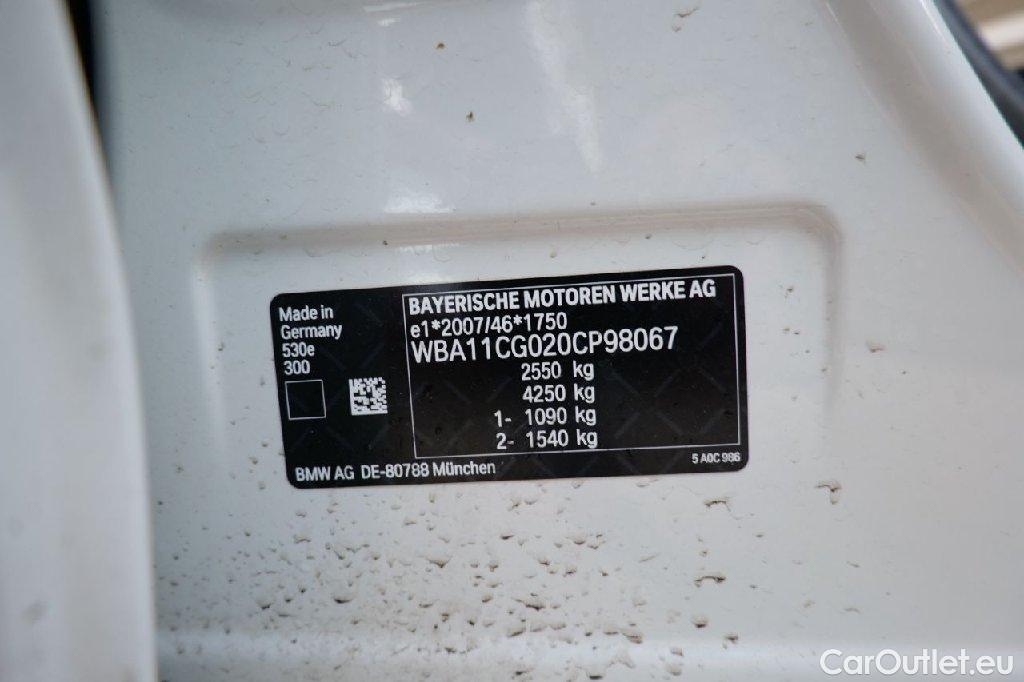 Made in
Germany
530e
300
BAYERISCHE MOTOREN WERKE AG
e1*2007/46*1750
WBA11CG020CP98067
2550 kg
4250 kg
1- 1090 kg
2- 1540 kg
BMW AG DE-80788 München
5 A0C 986
CarOutlet.eu